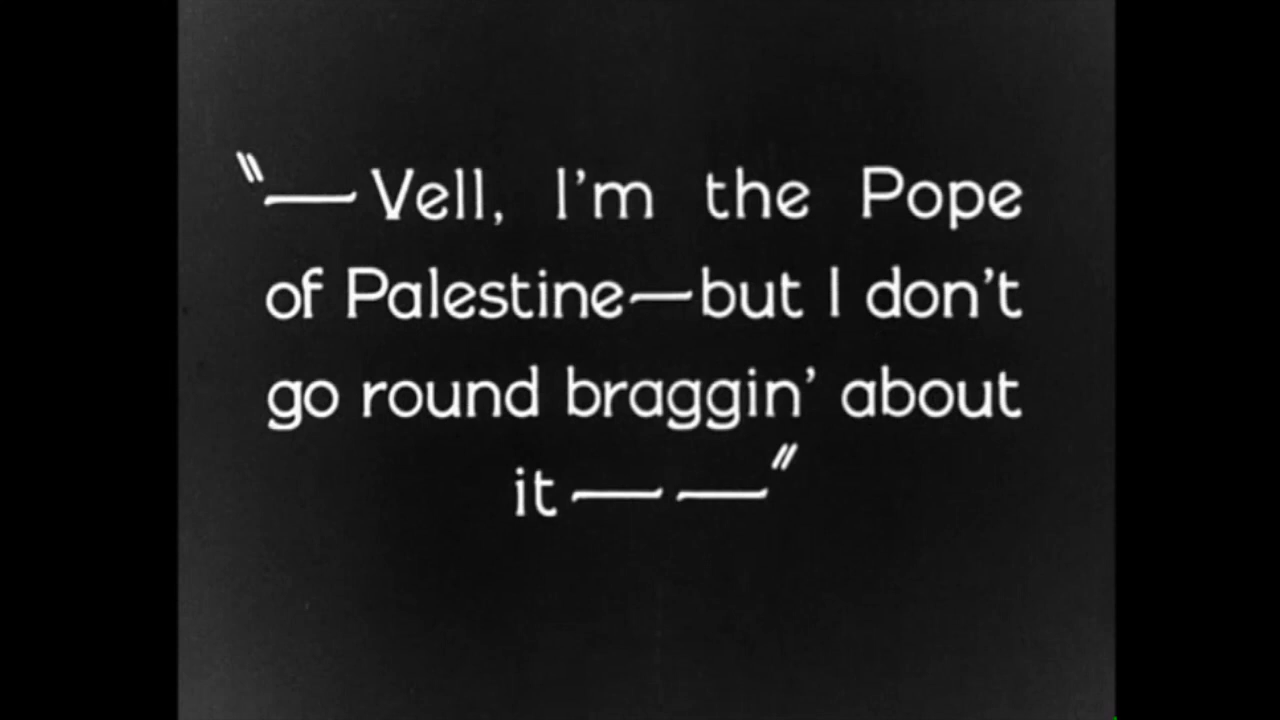 "—Vell, I'm the Pope
of Palestine—but I don't
go round braggin' about
it— —"